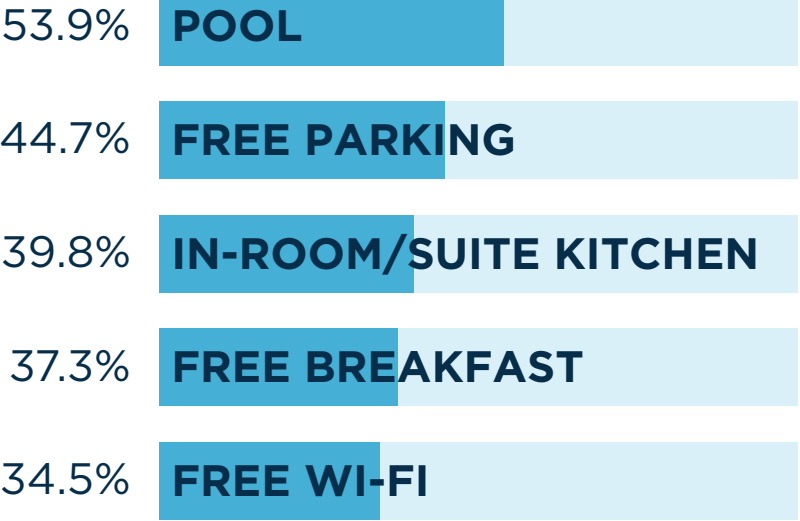 53.9% POOL
44.7% FREE PARKING
39.8% IN-ROOM/SUITE KITCHEN
37.3% FREE BREAKFAST
34.5% FREE WI-FI